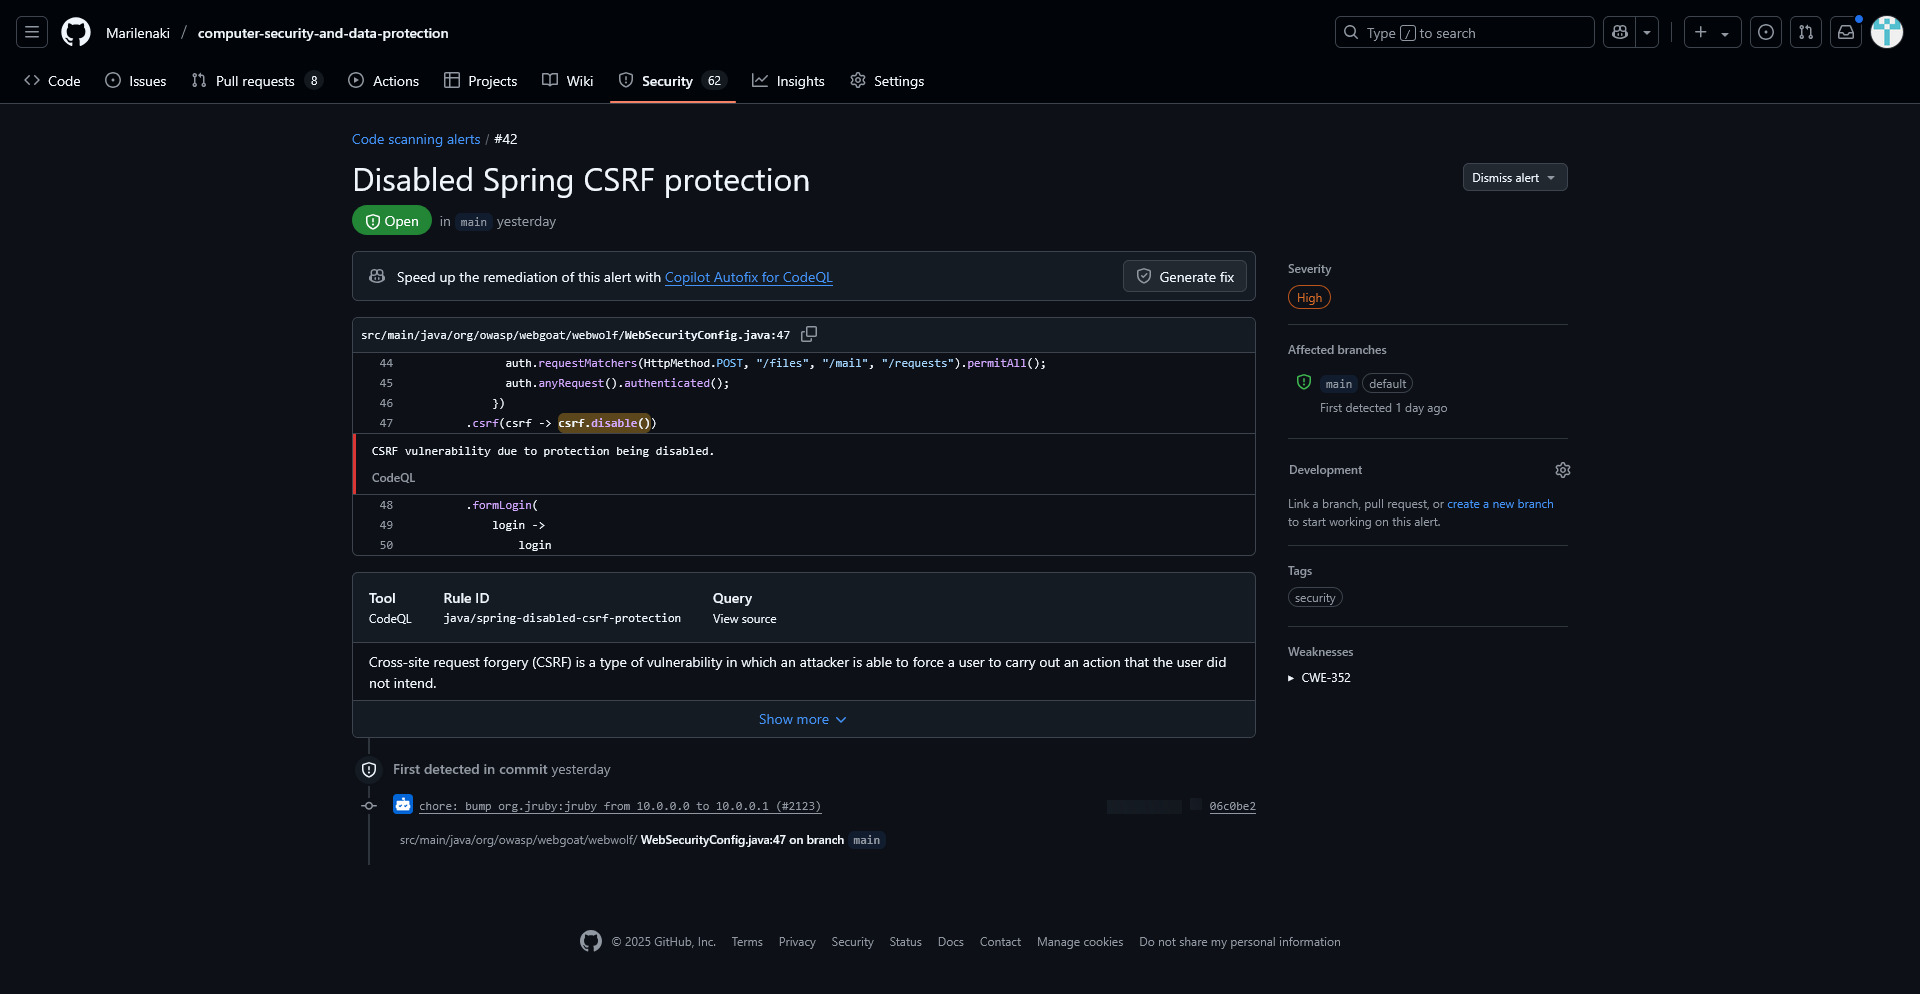 Marilenaki / computer-security-and-data-protection
Type / to search
Code
Issues
Pull requests 8
Actions
Projects
Wiki
Security 62
Insights
Settings
Code scanning alerts / #42
Disabled Spring CSRF protection
Dismiss alert
Open in main yesterday
Speed up the remediation of this alert with Copilot Autofix for CodeQL
Generate fix
src/main/java/org/owasp/webgoat/webwolf/WebSecurityConfig.java:47
44 auth.requestMatchers(HttpMethod.POST, "/files", "/mail", "/requests").permitAll();
45 auth.anyRequest().authenticated();
46 })
47 .csrf(csrf -> csrf.disable())
CSRF vulnerability due to protection being disabled.
CodeQL
48 .formLogin(
49 login ->
50 login
Tool Rule ID Query
CodeQL java/spring-disabled-csrf-protection View source
Cross-site request forgery (CSRF) is a type of vulnerability in which an attacker is able to force a user to carry out an action that the user did
not intend.
Show more
First detected in commit yesterday
chore: bump org.jruby:jruby from 10.0.0.0 to 10.0.0.1 (#2123) 06c0be2
src/main/java/org/owasp/webgoat/webwolf/ WebSecurityConfig.java:47 on branch main
Severity
High
Affected branches
main default
First detected 1 day ago
Development
Link a branch, pull request, or create a new branch
to start working on this alert.
Tags
security
Weaknesses
CWE-352
© 2025 GitHub, Inc. Terms Privacy Security Status Docs Contact Manage cookies Do not share my personal information